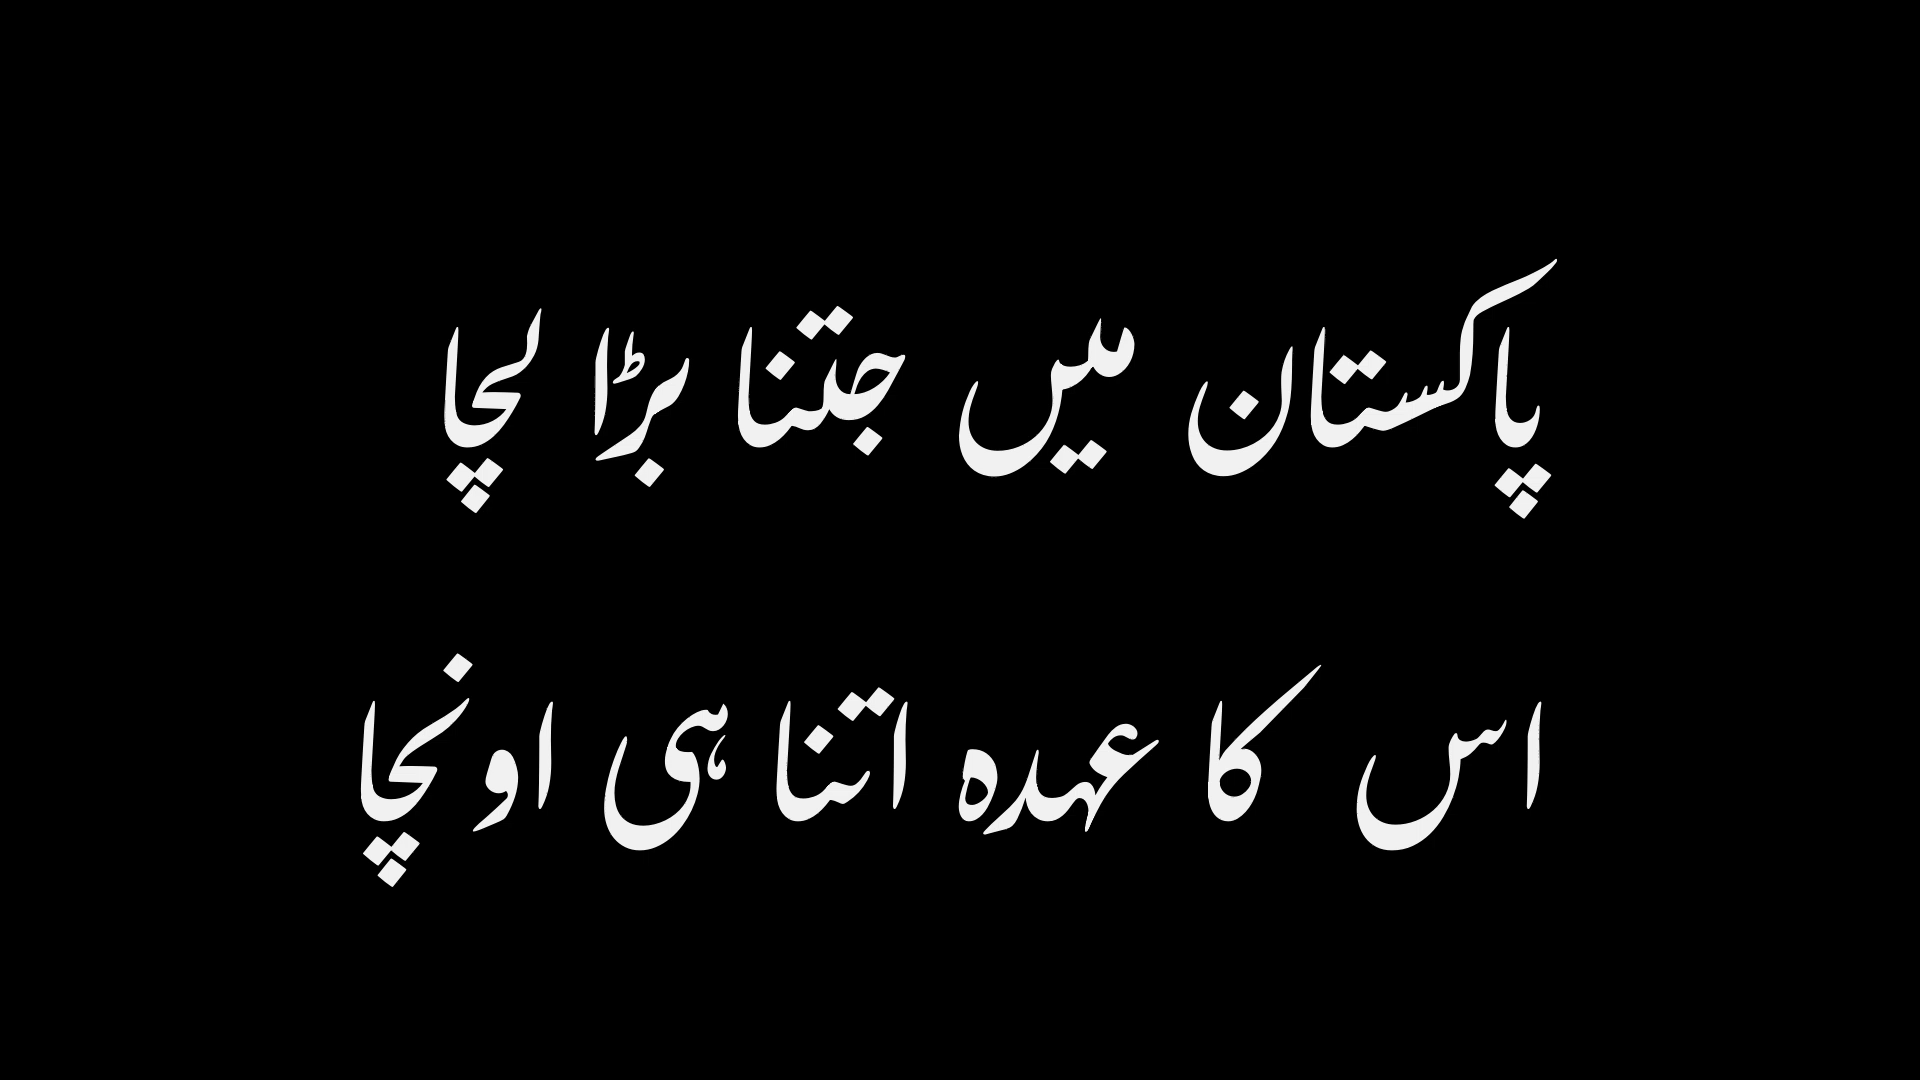 پاکستان میں جتنا بڑا لچا
اس کا عہدہ اتنا ہی اونچا